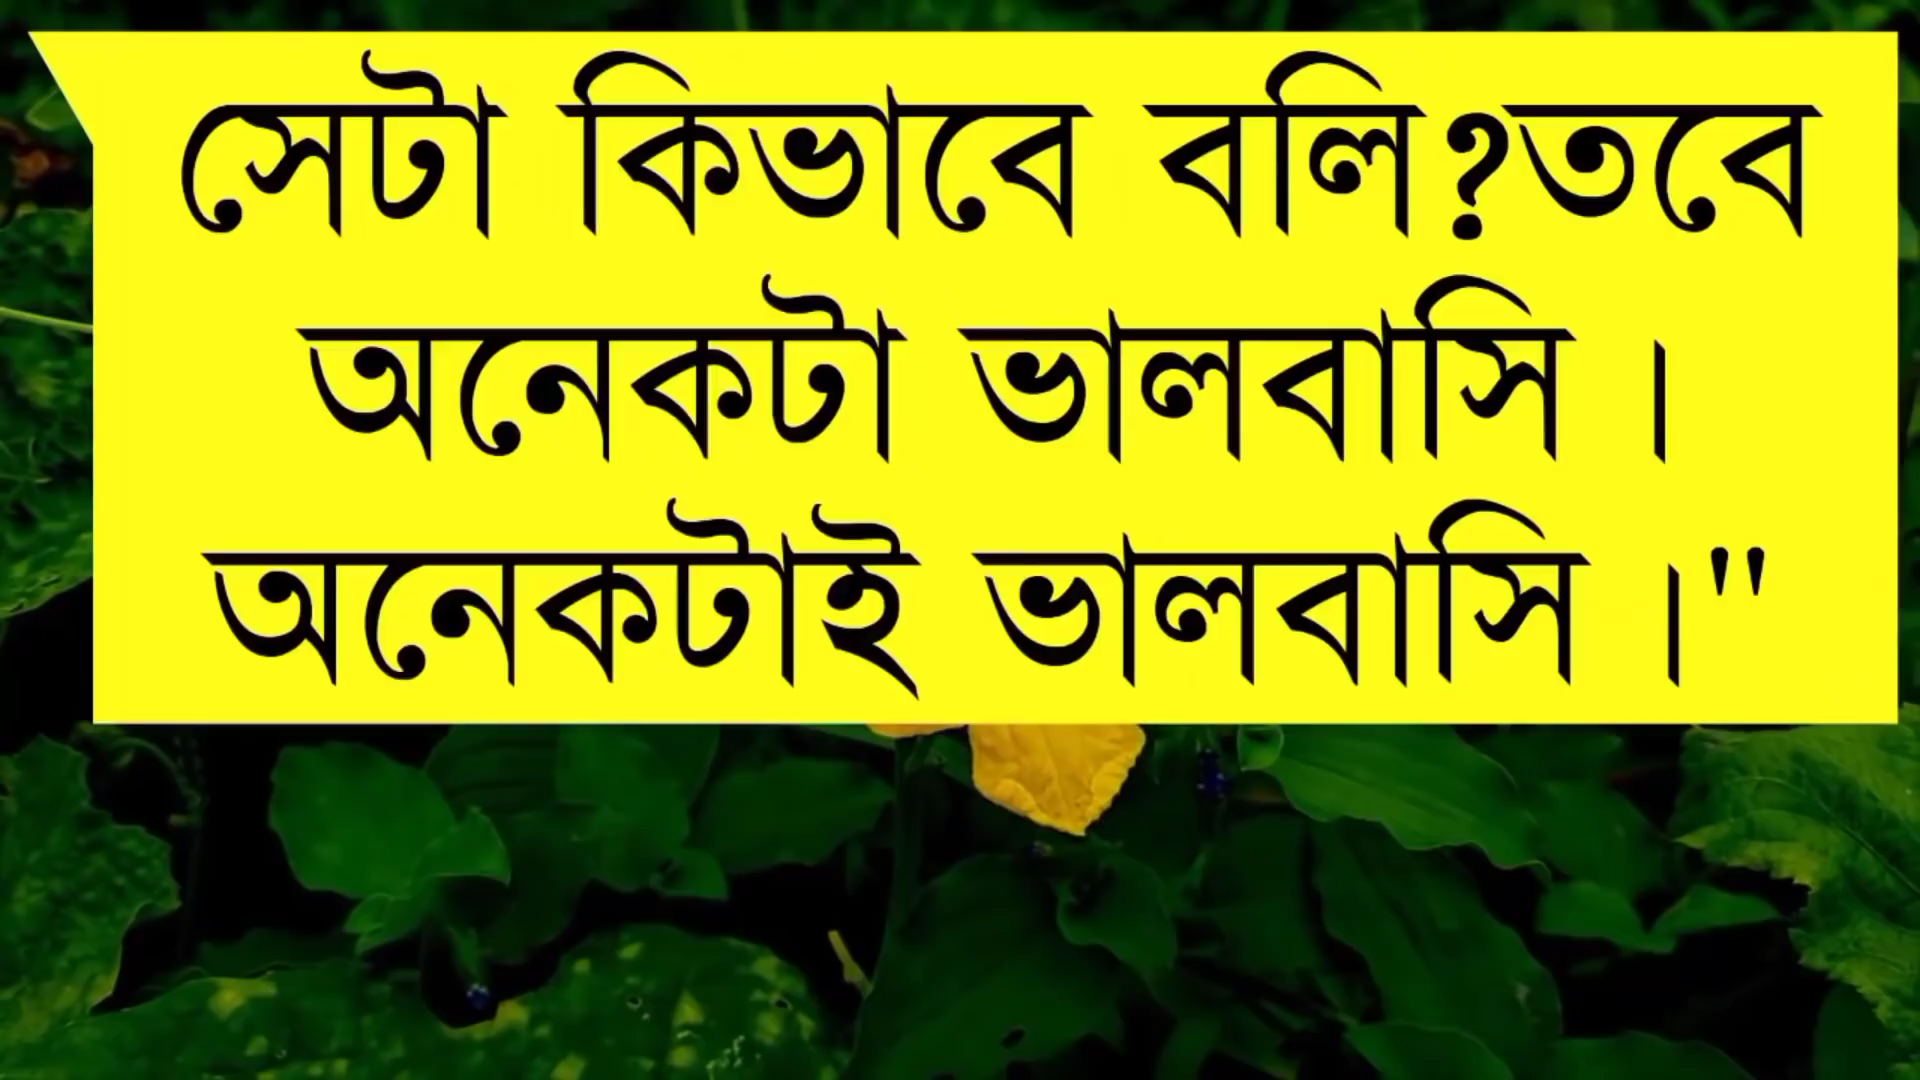 সেটা কিভাবে বলি?তবে
অনেকটা ভালবাসি ।
অনেকটাই ভালবাসি ।"